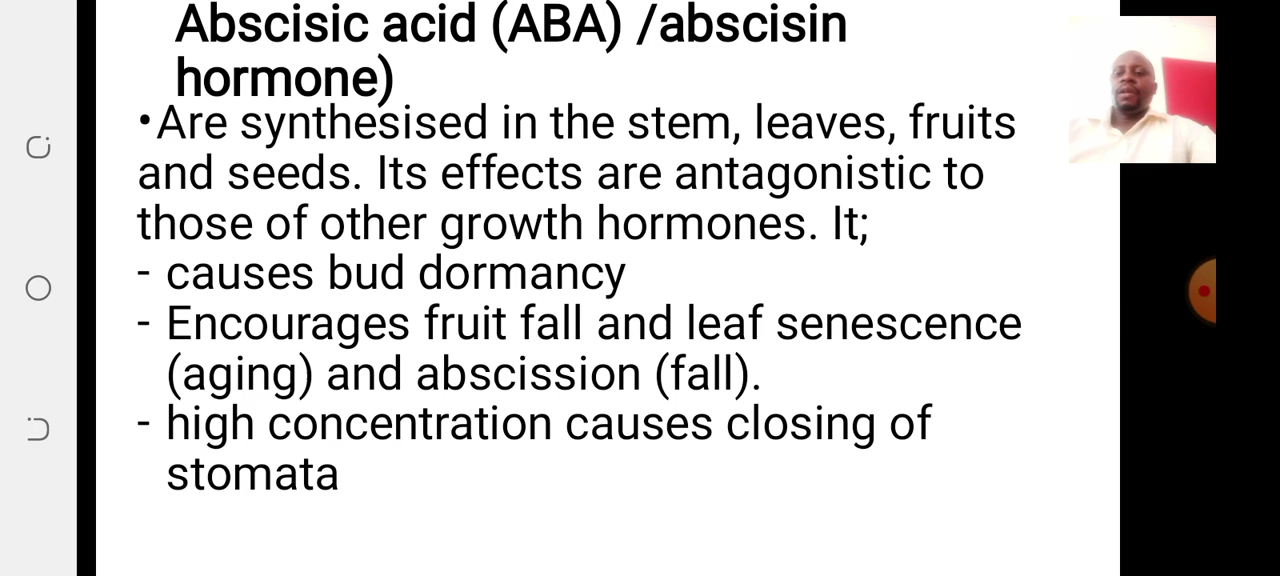 Abscisic acid (ABA) /abscisin
hormone)
•Are synthesised in the stem, leaves, fruits
and seeds. Its effects are antagonistic to
those of other growth hormones. It;
- causes bud dormancy
- Encourages fruit fall and leaf senescence
(aging) and abscission (fall).
- high concentration causes closing of
stomata